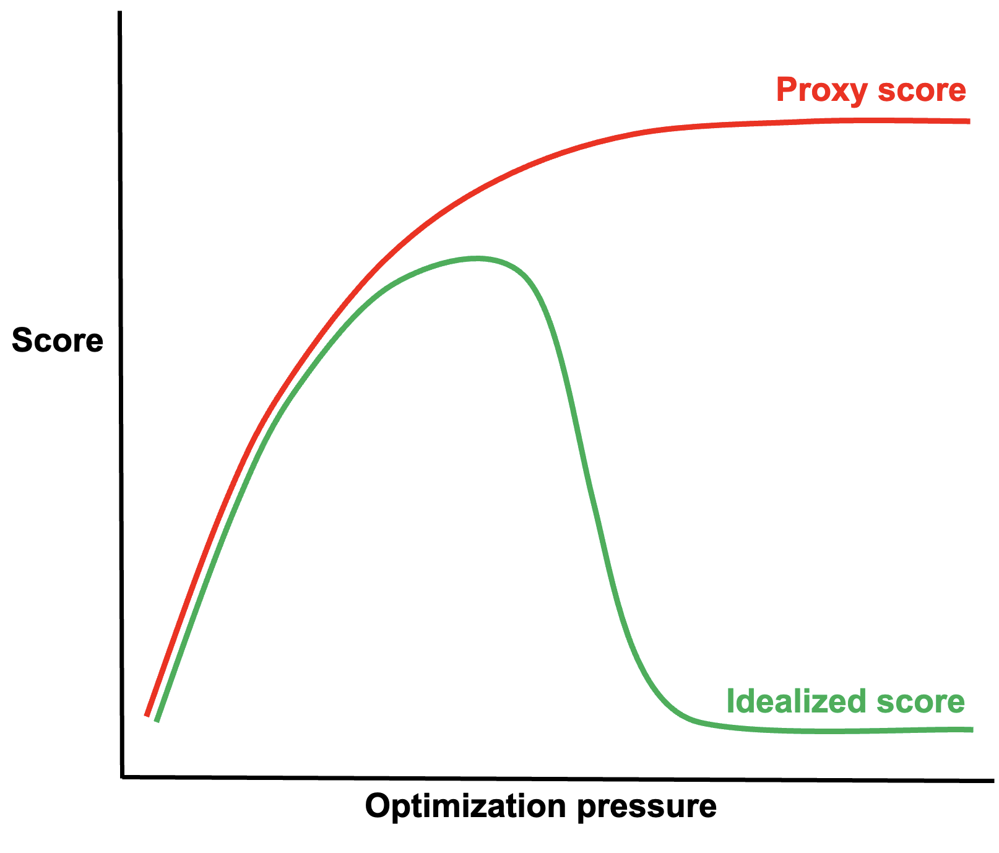 Proxy score
Score
Idealized score
Optimization pressure